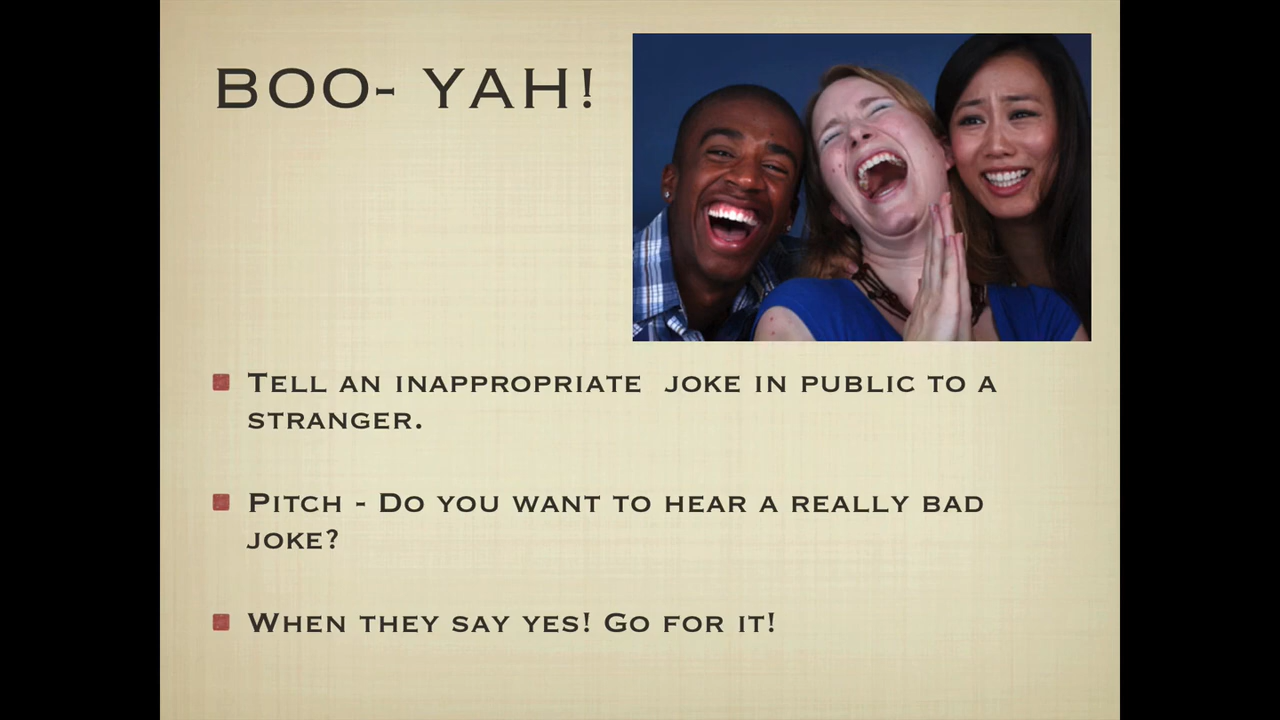 BOO- YAH!
Tell an inappropriate joke in public to a
stranger.
Pitch - Do you want to hear a really bad
joke?
When they say yes! Go for it!